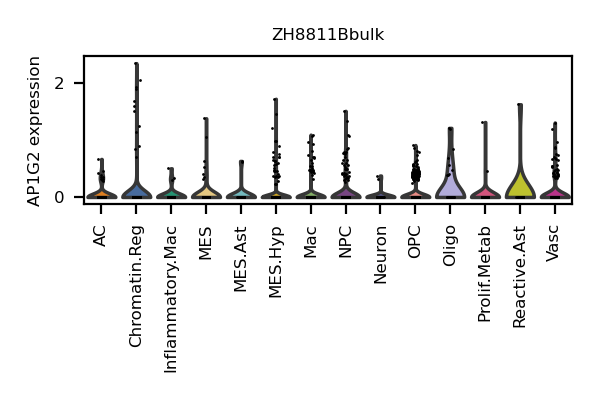 ZH8811Bbulk
AP1G2 expression
2
0
AC
Chromatin.Reg
Inflammatory.Mac
MES
MES.Ast
MES.Hyp
Mac
NPC
Neuron
OPC
Oligo
Prolif.Metab
Reactive.Ast
Vasc